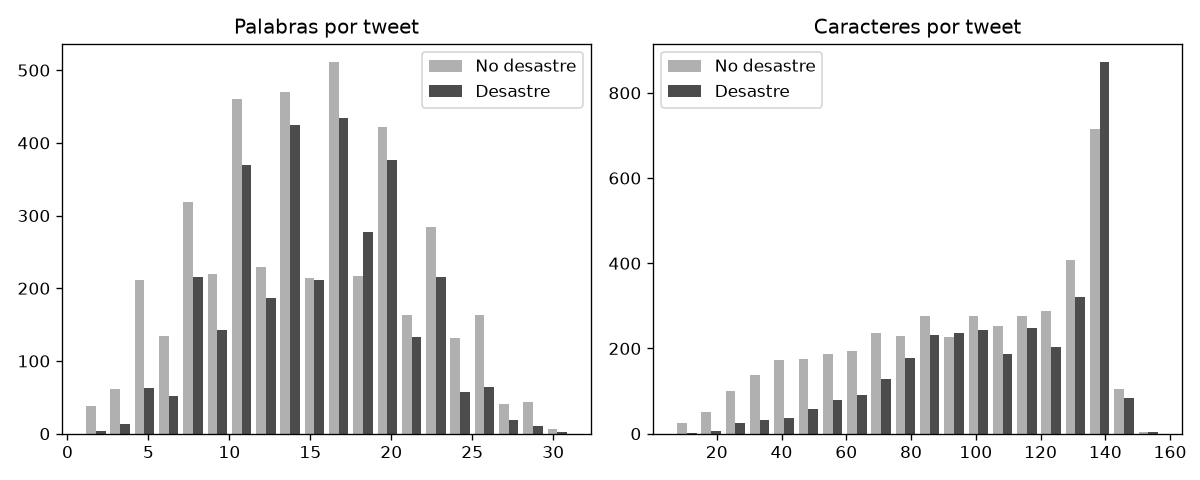 Palabras por tweet
No desastre
Desastre
500
400
300
200
100
0
0 5 10 15 20 25 30
Caracteres por tweet
No desastre
Desastre
800
600
400
200
0
20 40 60 80 100 120 140 160